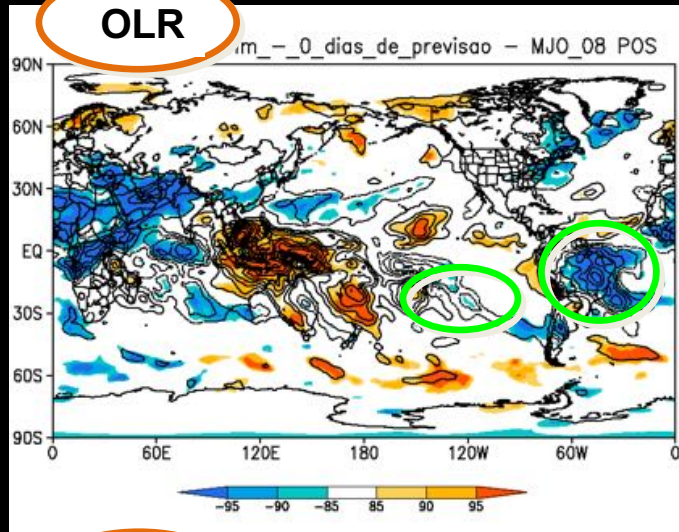 OLR
m_-_0_dias_de_previsao - MJO_08 POS
90N
60N
30N
EQ
30S
60S
90S
0 60E 120E 180 120W 60W 0
-95 -90 -85 85 90 95